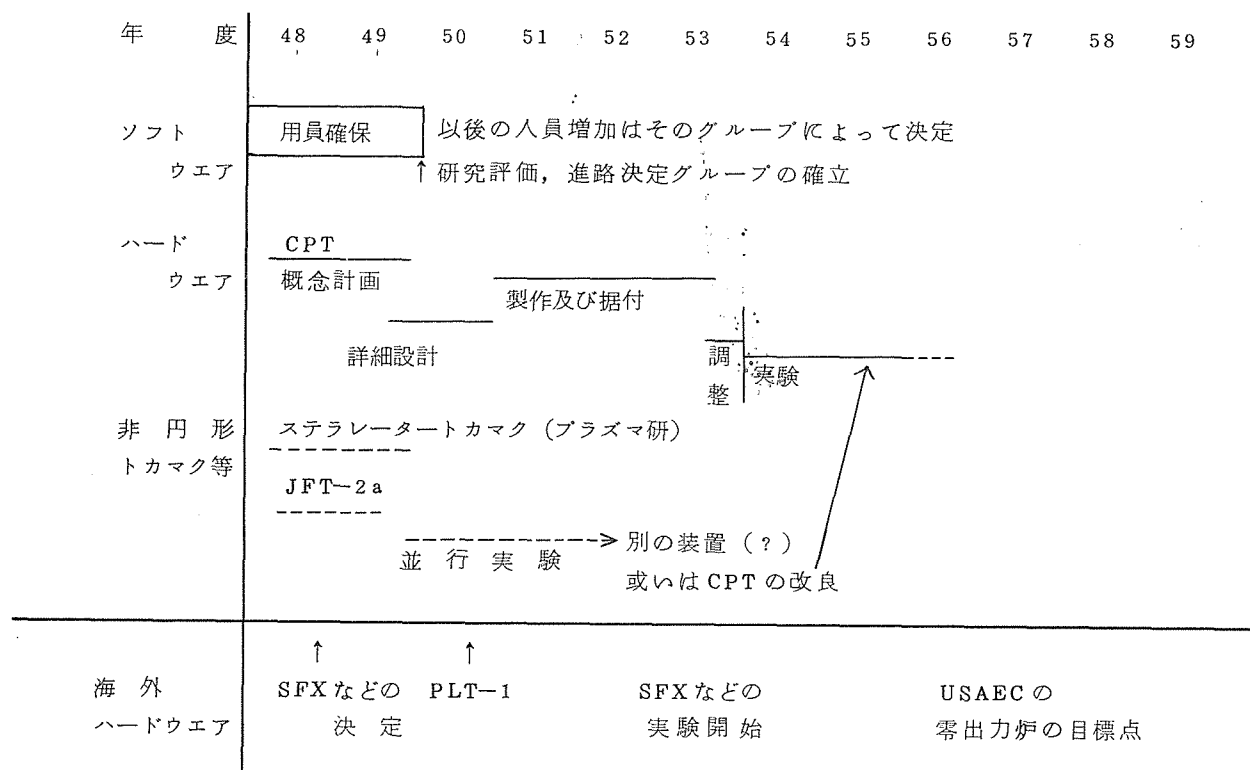 年度 48 49 50 51 52 53 54 55 56 57 58 59
ソフト 用員確保 以後の人員増加はそのグループによって決定
ウエア ↑研究評価,進路決定グループの確立
ハード CPT
ウエア 概念計画 製作及び据付
詳細設計 調
実験
整
非円形 ステラレータートカマク(プラズマ研)
トカマク等
JFT-2a
別の装置(?)
並行実験
或いはCPTの改良
↑ ↑
海外 SFXなどの PLT-1 SFXなどの USAECの
ハードウエア 決定 実験開始 零出力炉の目標点